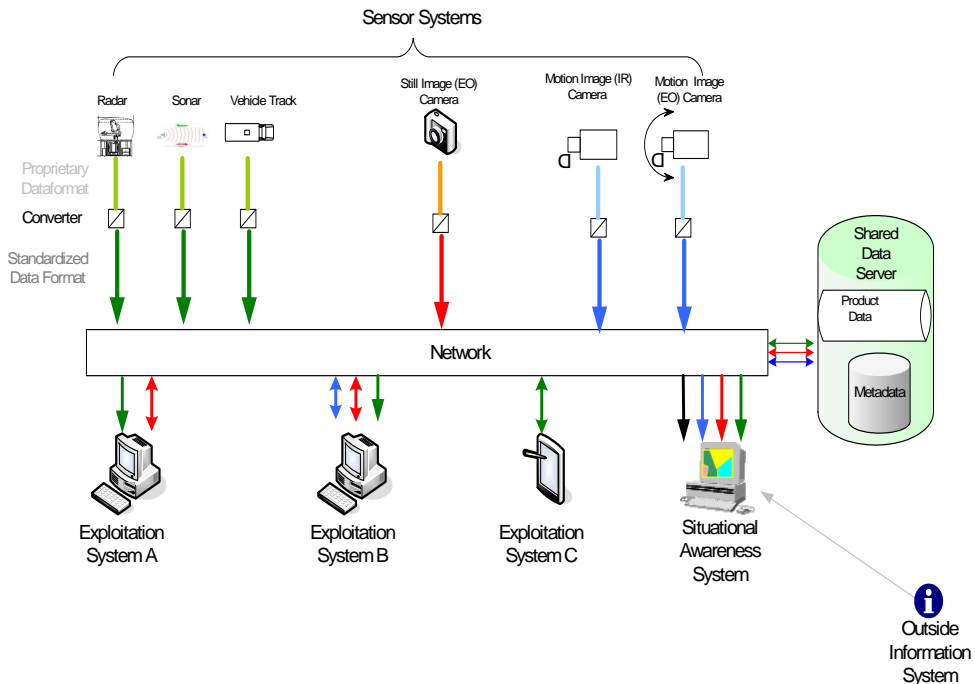 Sensor Systems
Still Image (EO)
Camera
Motion Image (IR)
Camera
Motion Image
(EO) Camera
Radar
Sonar
Vehicle Track
Proprietary
Dataformat
Converter
Standardized
Data Format
Shared
Data
Server
Product
Data
Metadata
Network
Exploitation
System A
Exploitation
System B
Exploitation
System C
Situational
Awareness
System
i
Outside
Information
System